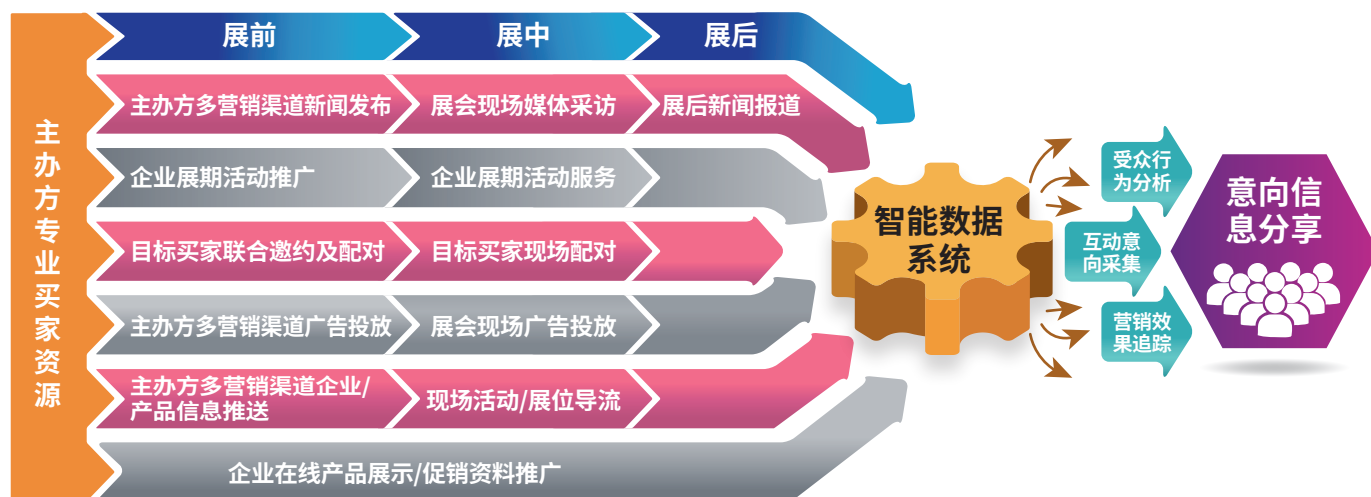 主办方专业买家资源
展前
展中
展后
主办方多营销渠道新闻发布
展会现场媒体采访
展后新闻报道
企业展期活动推广
企业展期活动服务
目标买家联合邀约及配对
目标买家现场配对
主办方多营销渠道广告投放
展会现场广告投放
主办方多营销渠道企业/
产品信息推送
现场活动/展位导流
企业在线产品展示/促销资料推广
智能数据
系统
受众行
为分析
互动意
向采集
营销效
果追踪
意向信
息分享